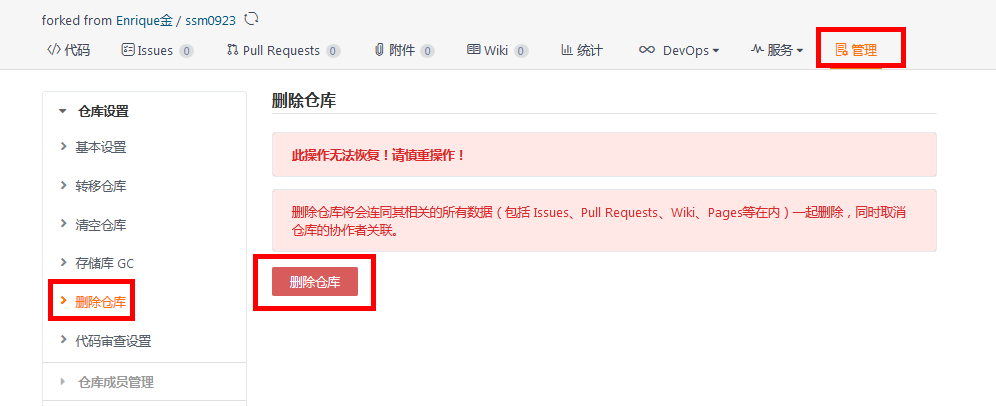 forked from Enrique金 / ssm0923
代码 Issues 0 Pull Requests 0 附件 0 Wiki 0 统计 DevOps 服务 管理
仓库设置
基本设置
转移仓库
清空仓库
存储库 GC
删除仓库
代码审查设置
仓库成员管理
删除仓库
此操作无法恢复！请慎重操作！
删除仓库将会连同其相关的所有数据（包括 Issues、Pull Requests、Wiki、Pages等在内）一起删除，同时取消
仓库的协作者关联。
删除仓库